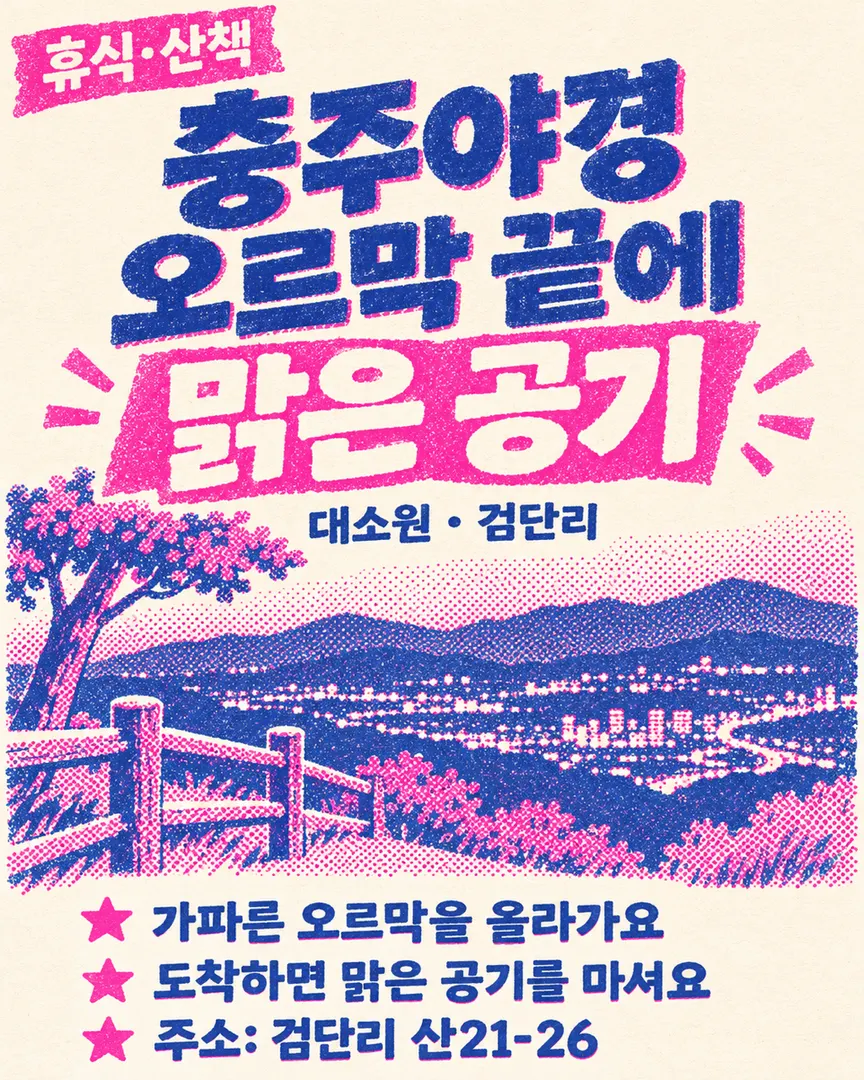 휴식·산책
충주야경
오르막 끝에
맑은 공기
대소원 · 검단리
가파른 오르막을 올라가요
도착하면 맑은 공기를 마셔요
주소: 검단리 산21-26